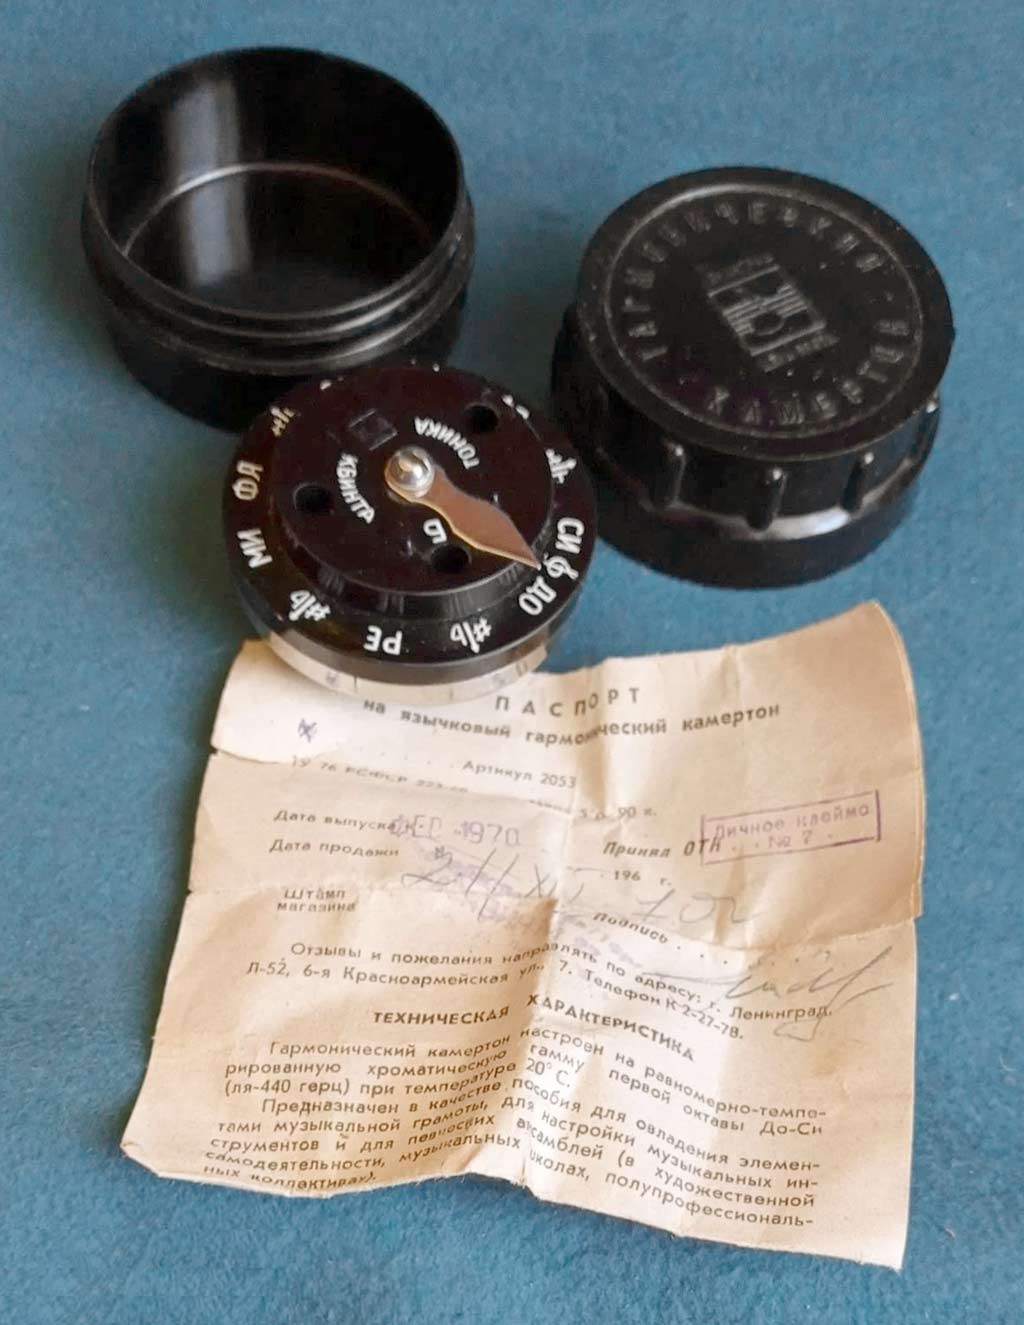 ГАРМОНИЧЕСКИЙ · КАМЕРТОН
ТОНИКА
КВИНТА
СИ
ДО
#/b
РЕ
#/b
МИ
ФА
ПАСПОРТ
на язычковый гармонический камертон
Артикул 2053
90 к.
Дата выпуска
1970
Принял ОТК
Личное клеймо
№ 7
Дата продажи
196 г.
Штамп
магазина
Подпись
Отзывы и пожелания направлять по адресу: г. Ленинград,
Л-52, 6-я Красноармейская ул., 7. Телефон К-2-27-78.
ТЕХНИЧЕСКАЯ ХАРАКТЕРИСТИКА
Гармонический камертон настроен на равномерно-темпе-
рированную хроматическую гамму первой октавы До-Си
(ля-440 герц) при температуре 20° С.
Предназначен в качестве пособия для овладения элемен-
тами музыкальной грамоты, для настройки музыкальных ин-
струментов и для певческих ансамблей (в художественной
самодеятельности, музыкальных школах, полупрофессиональ-
ных коллективах).